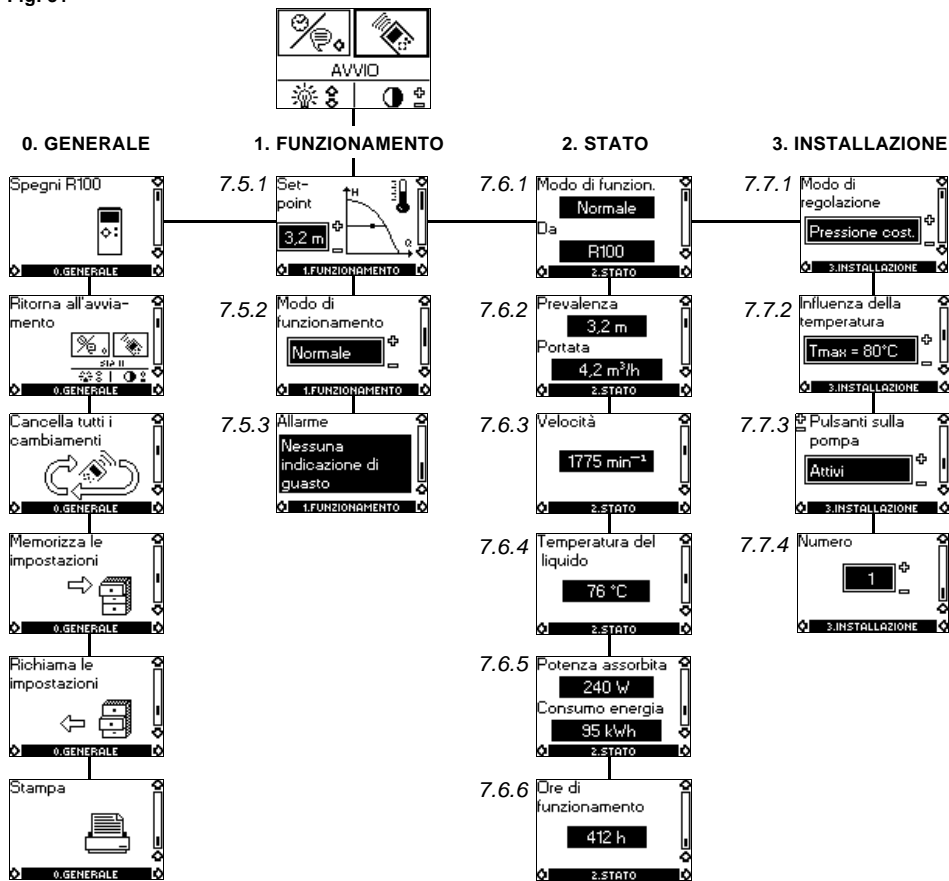 AVVIO
0. GENERALE
1. FUNZIONAMENTO
2. STATO
3. INSTALLAZIONE
Spegni R100
0.GENERALE
Ritorna all'avvia-
mento
0.GENERALE
Cancella tutti i
cambiamenti
0.GENERALE
Memorizza le
impostazioni
0.GENERALE
Richiama le
impostazioni
0.GENERALE
Stampa
0.GENERALE
7.5.1
Set-
point
H
3,2 m
Q
1.FUNZIONAMENTO
7.5.2
Modo di
funzionamento
Normale
1.FUNZIONAMENTO
7.5.3
Allarme
Nessuna
indicazione di
guasto
1.FUNZIONAMENTO
7.6.1
Modo di funzion.
Normale
Da
R100
2.STATO
7.6.2
Prevalenza
3,2 m
Portata
4,2 m³/h
2.STATO
7.6.3
Velocità
1775 min⁻¹
2.STATO
7.6.4
Temperatura del
liquido
76 °C
2.STATO
7.6.5
Potenza assorbita
240 W
Consumo energia
95 kWh
2.STATO
7.6.6
Ore di
funzionamento
412 h
2.STATO
7.7.1
Modo di
regolazione
Pressione cost.
3.INSTALLAZIONE
7.7.2
Influenza della
temperatura
Tmax = 80°C
3.INSTALLAZIONE
7.7.3
Pulsanti sulla
pompa
Attivi
3.INSTALLAZIONE
7.7.4
Numero
1
3.INSTALLAZIONE